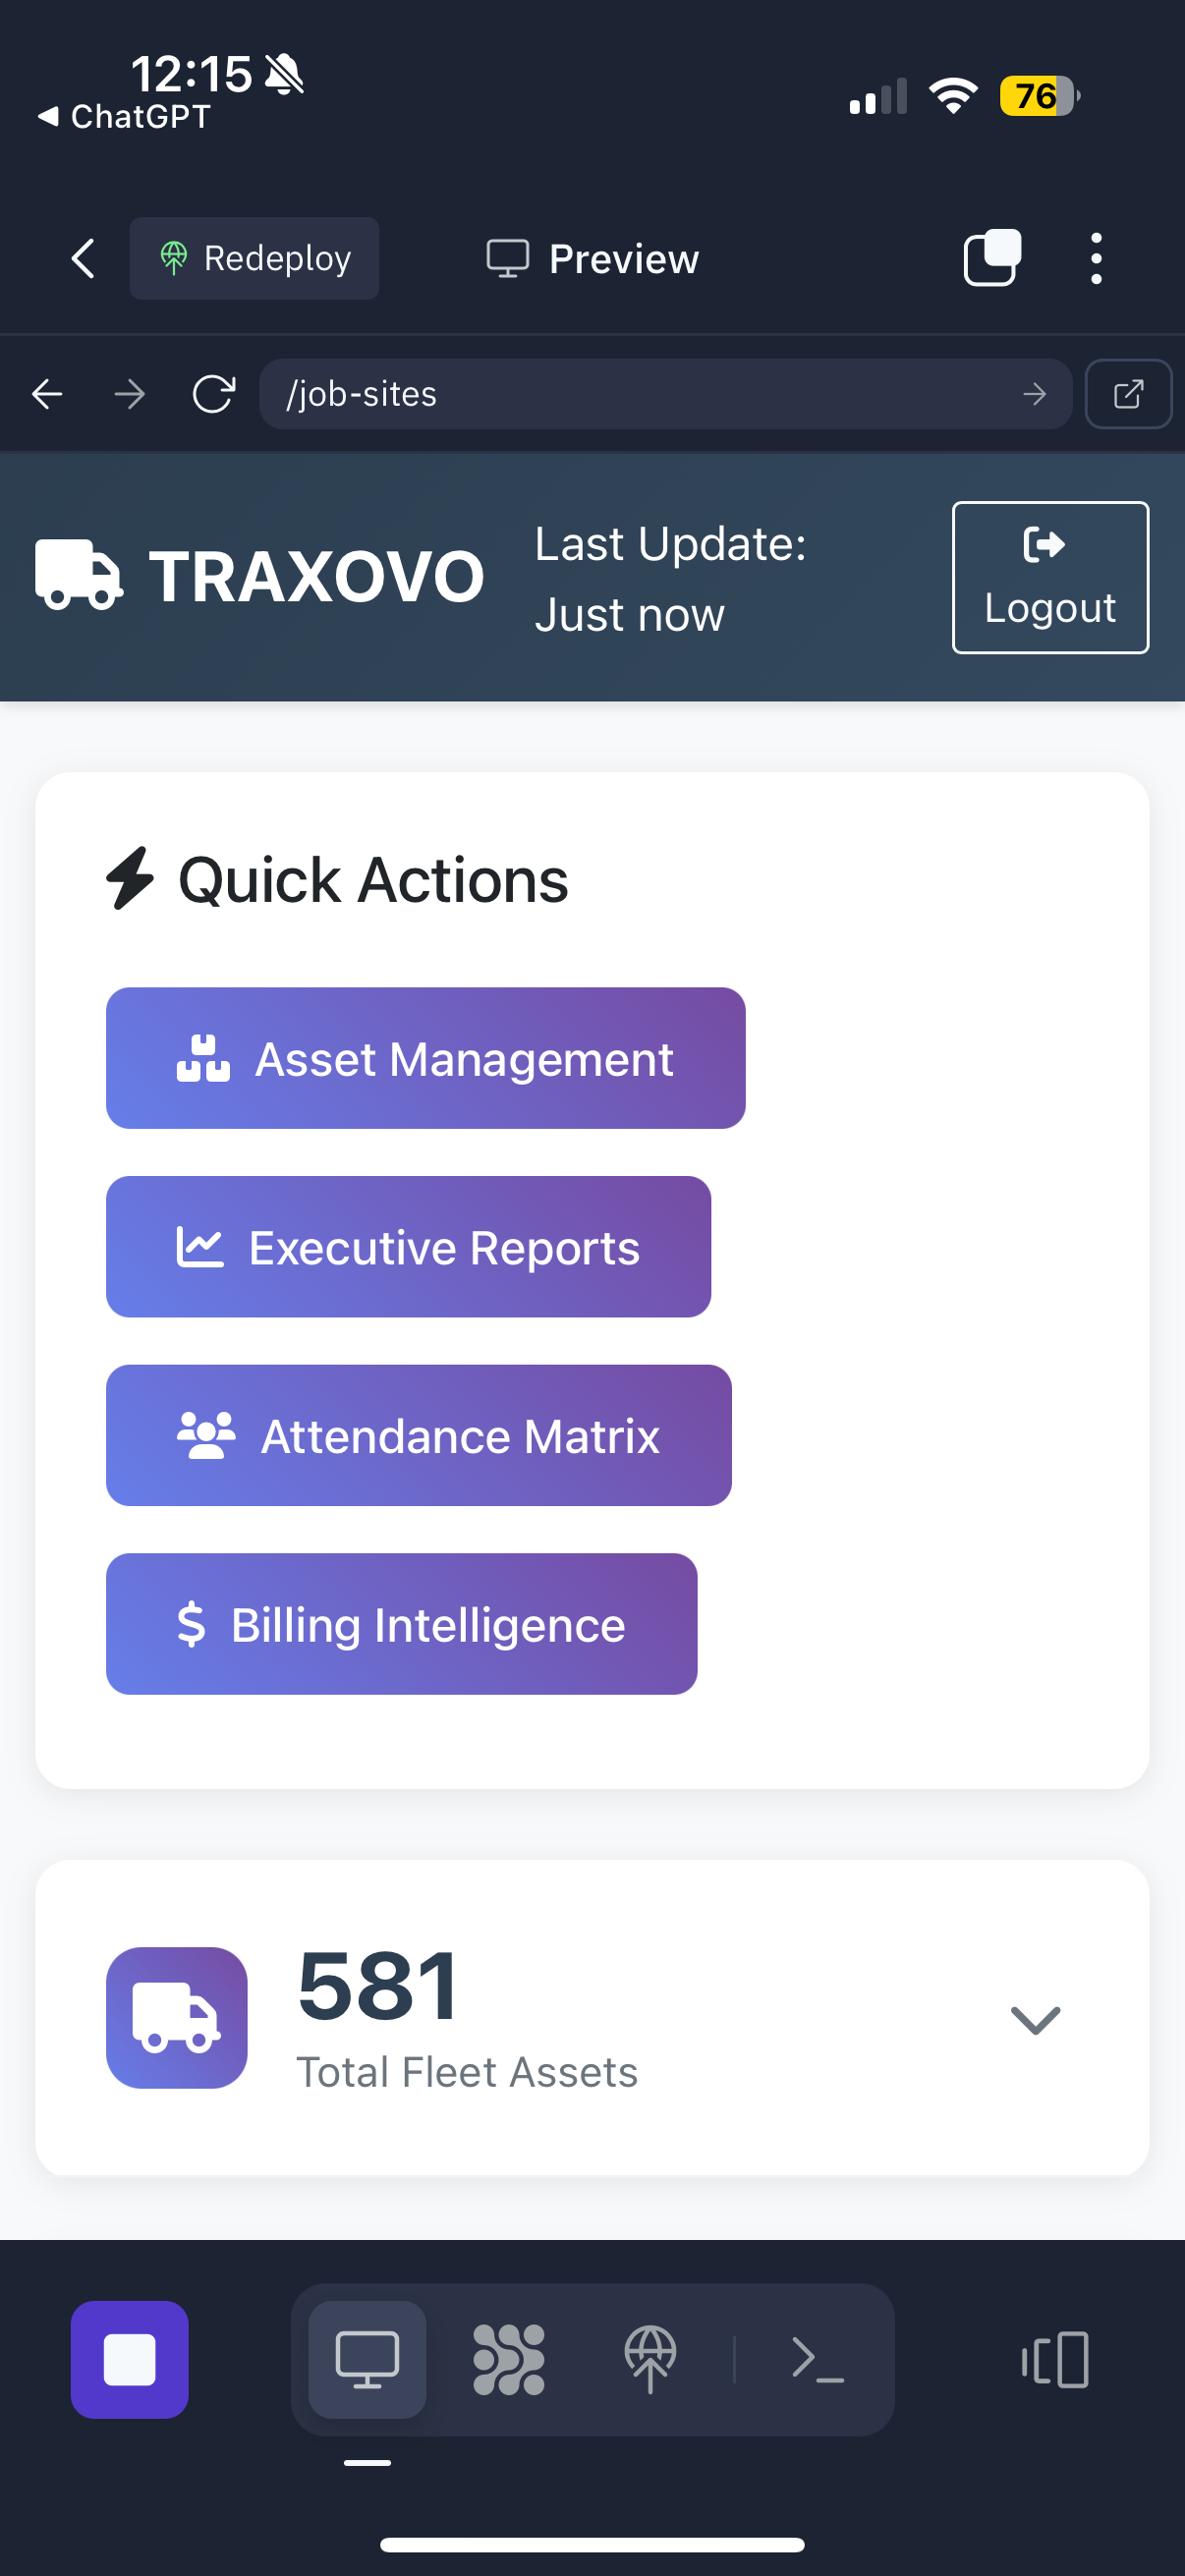 12:15
ChatGPT
76
Redeploy
Preview
/job-sites
TRAXOVO
Last Update:
Just now
Logout
Quick Actions
Asset Management
Executive Reports
Attendance Matrix
$ Billing Intelligence
581
Total Fleet Assets